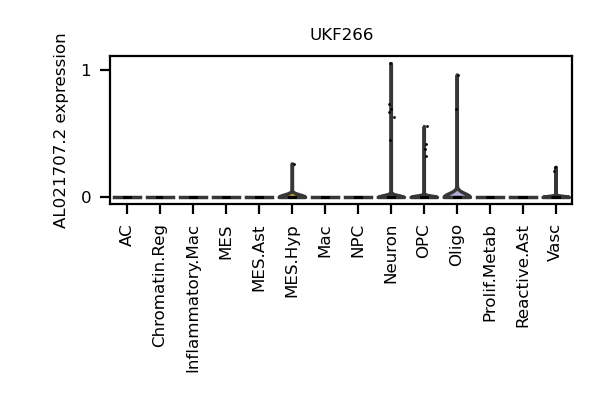 UKF266
AL021707.2 expression
1
0
AC
Chromatin.Reg
Inflammatory.Mac
MES
MES.Ast
MES.Hyp
Mac
NPC
Neuron
OPC
Oligo
Prolif.Metab
Reactive.Ast
Vasc